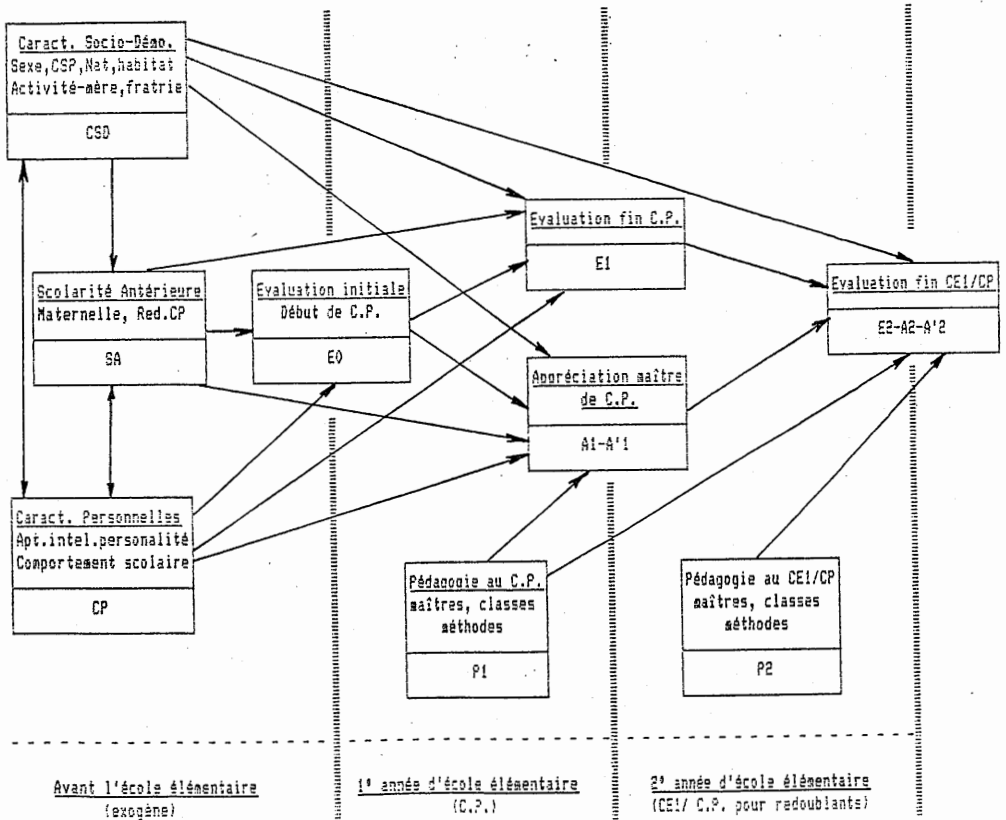 Caract. Socio-Démo.
Sexe,CSP,Nat,habitat
Activité-mère,fratrie
CSD
Scolarité Antérieure
Maternelle, Red.CP
SA
Evaluation initiale
Début de C.P.
E0
Evaluation fin C.P.
E1
Evaluation fin CE1/CP
E2-A2-A'2
Appréciation maître
de C.P.
A1-A'1
Caract. Personnelles
Apt.intel.personalité
Comportement scolaire
CP
Pédagogie au C.P.
maîtres, classes
méthodes
P1
Pédagogie au CE1/CP
maîtres, classes
méthodes
P2
Avant l'école élémentaire
(exogène)
1° année d'école élémentaire
(C.P.)
2° année d'école élémentaire
(CE1/ C.P. pour redoublants)